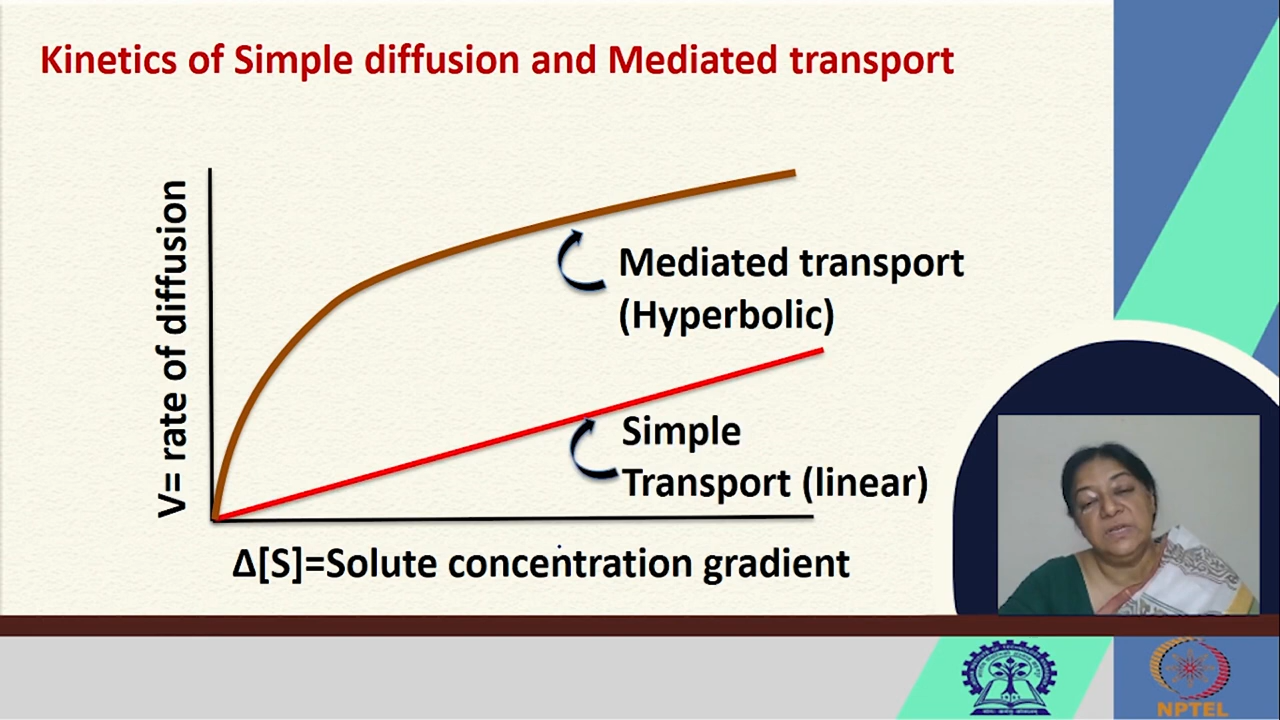 Kinetics of Simple diffusion and Mediated transport
V= rate of diffusion
Mediated transport
(Hyperbolic)
Simple
Transport (linear)
Δ[S]=Solute concentration gradient
NPTEL